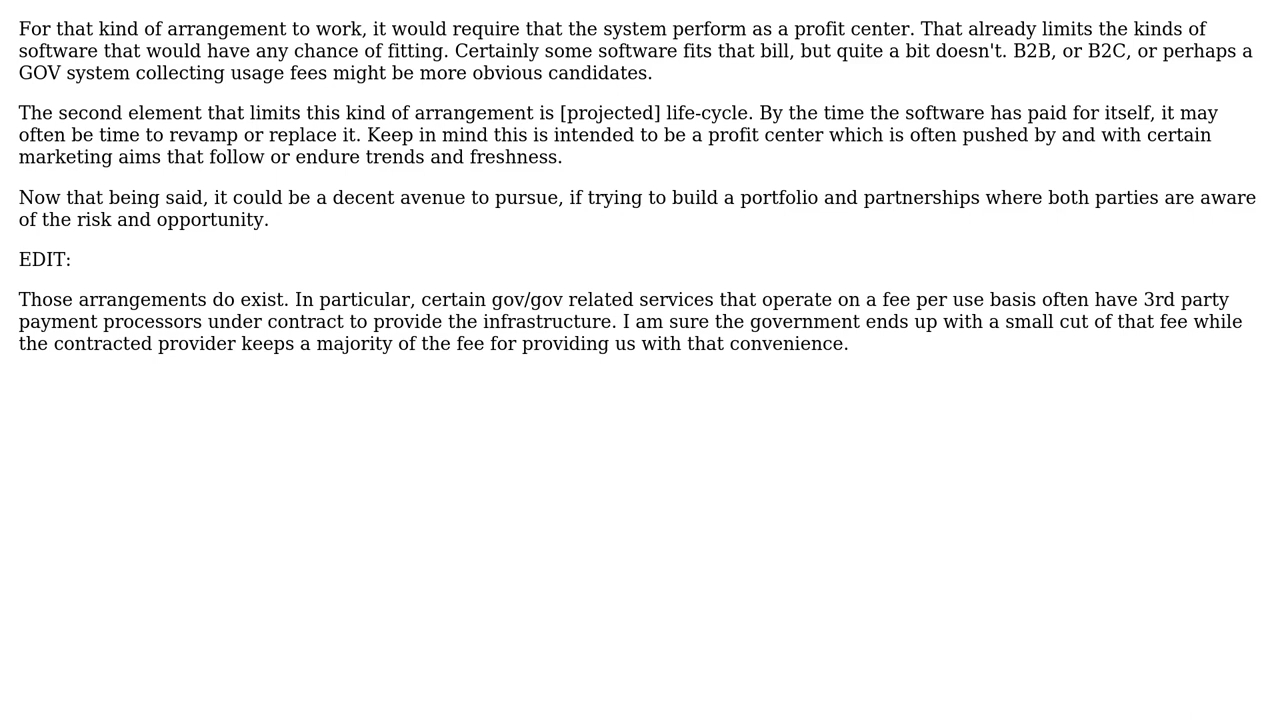 For that kind of arrangement to work, it would require that the system perform as a profit center. That already limits the kinds of
software that would have any chance of fitting. Certainly some software fits that bill, but quite a bit doesn't. B2B, or B2C, or perhaps a
GOV system collecting usage fees might be more obvious candidates.
The second element that limits this kind of arrangement is [projected] life-cycle. By the time the software has paid for itself, it may
often be time to revamp or replace it. Keep in mind this is intended to be a profit center which is often pushed by and with certain
marketing aims that follow or endure trends and freshness.
Now that being said, it could be a decent avenue to pursue, if trying to build a portfolio and partnerships where both parties are aware
of the risk and opportunity.
EDIT:
Those arrangements do exist. In particular, certain gov/gov related services that operate on a fee per use basis often have 3rd party
payment processors under contract to provide the infrastructure. I am sure the government ends up with a small cut of that fee while
the contracted provider keeps a majority of the fee for providing us with that convenience.